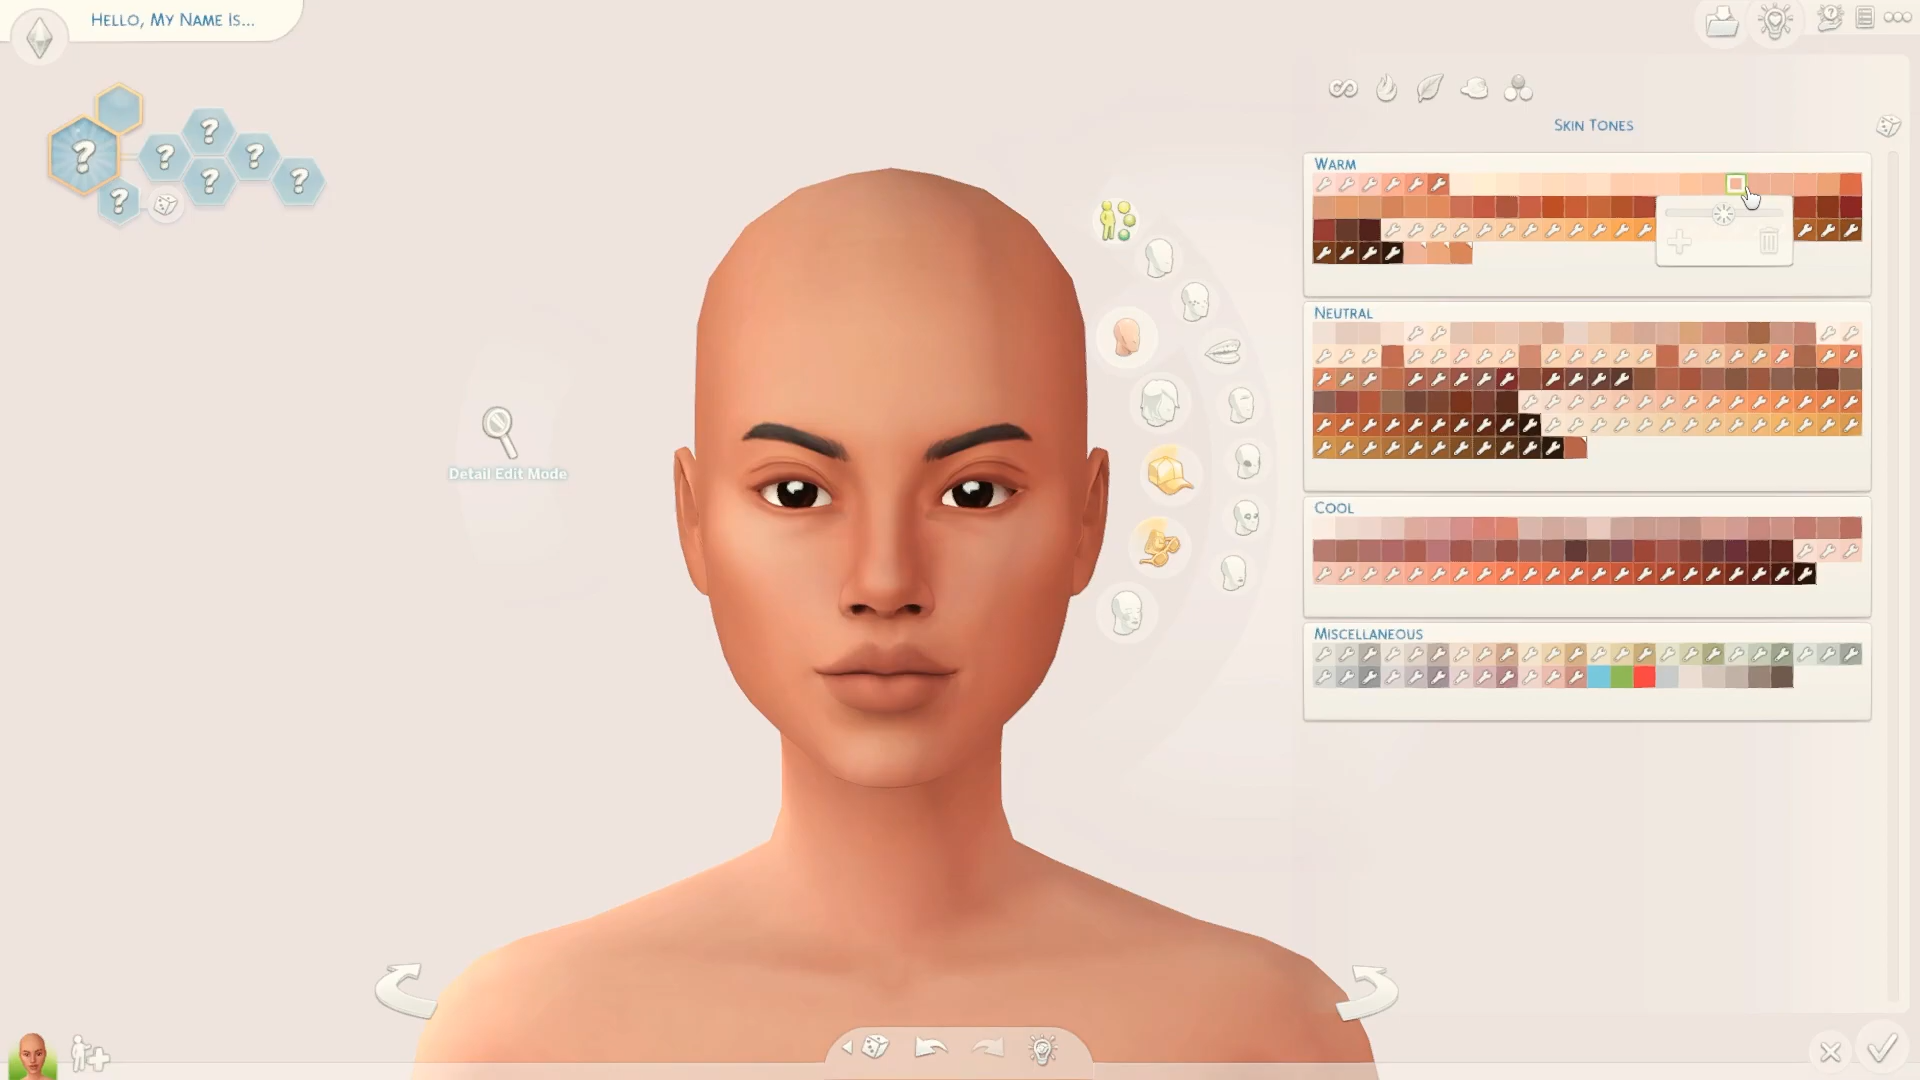 Hello, My Name Is...
Skin Tones
Warm
Neutral
Detail Edit Mode
Cool
Miscellaneous